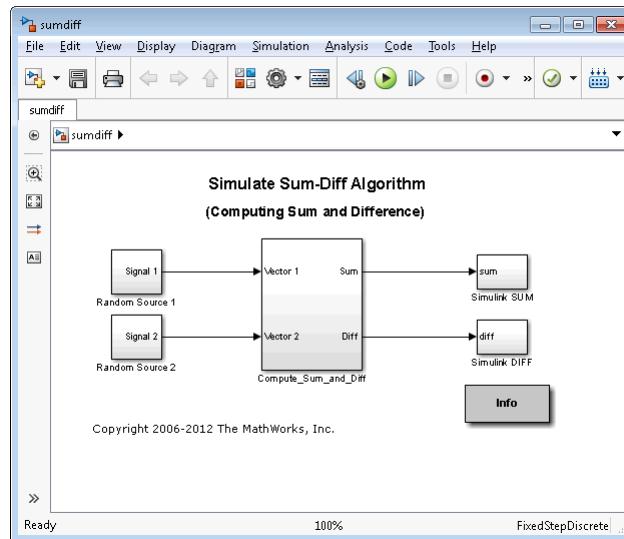 sumdiff
File Edit View Display Diagram Simulation Analysis Code Tools Help
sumdiff
sumdiff
Simulate Sum-Diff Algorithm
(Computing Sum and Difference)
Signal 1
Random Source 1
Vector 1 Sum
sum
Simulink SUM
Signal 2
Random Source 2
Vector 2 Diff
Compute_Sum_and_Diff
diff
Simulink DIFF
Info
Copyright 2006-2012 The MathWorks, Inc.
Ready 100% FixedStepDiscrete